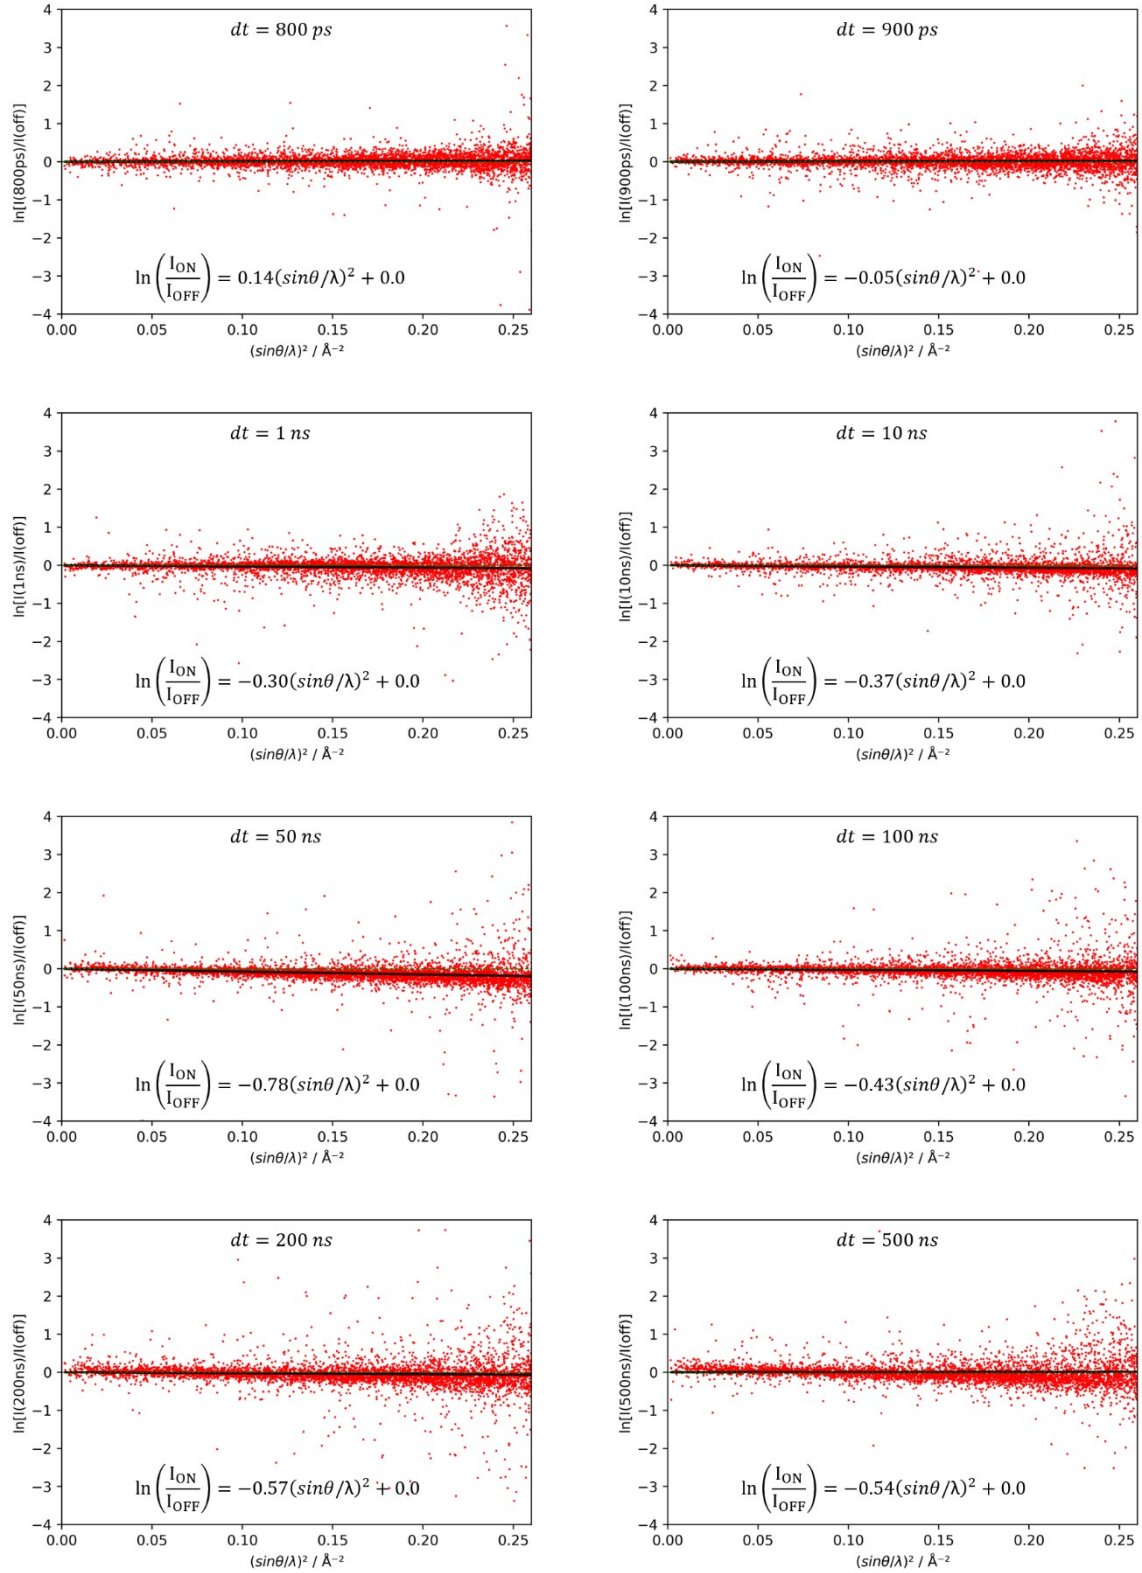 dt = 800 ps
ln[I(800ps)/I(off)]
4
3
2
1
0
−1
−2
−3
−4
ln(I_ON/I_OFF) = 0.14(sinθ/λ)² + 0.0
0.00 0.05 0.10 0.15 0.20 0.25
(sinθ/λ)² / Å⁻²
dt = 900 ps
ln[I(900ps)/I(off)]
4
3
2
1
0
−1
−2
−3
−4
ln(I_ON/I_OFF) = −0.05(sinθ/λ)² + 0.0
0.00 0.05 0.10 0.15 0.20 0.25
(sinθ/λ)² / Å⁻²
dt = 1 ns
ln[I(1ns)/I(off)]
4
3
2
1
0
−1
−2
−3
−4
ln(I_ON/I_OFF) = −0.30(sinθ/λ)² + 0.0
0.00 0.05 0.10 0.15 0.20 0.25
(sinθ/λ)² / Å⁻²
dt = 10 ns
ln[I(10ns)/I(off)]
4
3
2
1
0
−1
−2
−3
−4
ln(I_ON/I_OFF) = −0.37(sinθ/λ)² + 0.0
0.00 0.05 0.10 0.15 0.20 0.25
(sinθ/λ)² / Å⁻²
dt = 50 ns
ln[I(50ns)/I(off)]
4
3
2
1
0
−1
−2
−3
−4
ln(I_ON/I_OFF) = −0.78(sinθ/λ)² + 0.0
0.00 0.05 0.10 0.15 0.20 0.25
(sinθ/λ)² / Å⁻²
dt = 100 ns
ln[I(100ns)/I(off)]
4
3
2
1
0
−1
−2
−3
−4
ln(I_ON/I_OFF) = −0.43(sinθ/λ)² + 0.0
0.00 0.05 0.10 0.15 0.20 0.25
(sinθ/λ)² / Å⁻²
dt = 200 ns
ln[I(200ns)/I(off)]
4
3
2
1
0
−1
−2
−3
−4
ln(I_ON/I_OFF) = −0.57(sinθ/λ)² + 0.0
0.00 0.05 0.10 0.15 0.20 0.25
(sinθ/λ)² / Å⁻²
dt = 500 ns
ln[I(500ns)/I(off)]
4
3
2
1
0
−1
−2
−3
−4
ln(I_ON/I_OFF) = −0.54(sinθ/λ)² + 0.0
0.00 0.05 0.10 0.15 0.20 0.25
(sinθ/λ)² / Å⁻²